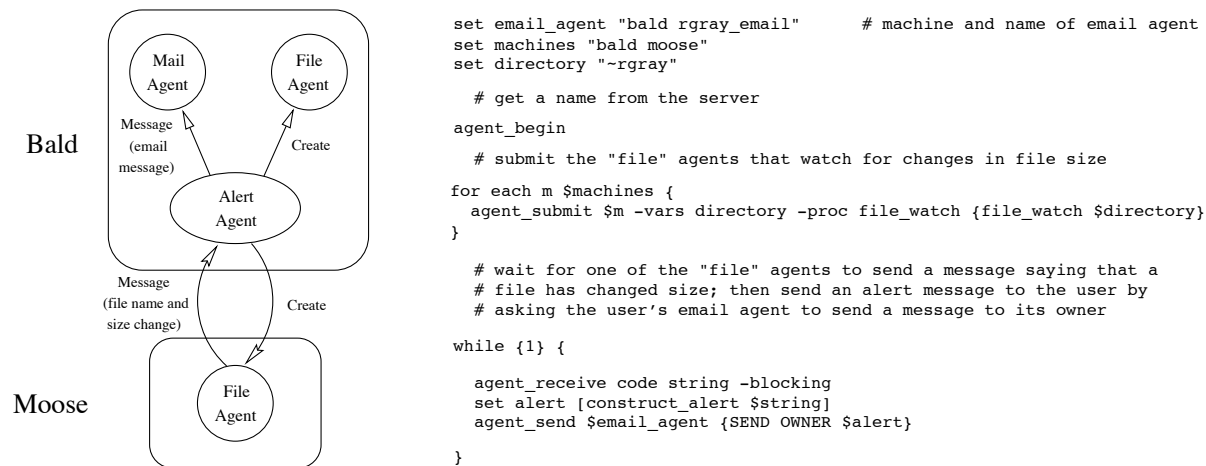 Mail
Agent
File
Agent
Message
(email
message)
Create
Bald
Alert
Agent
Message
(file name and
size change)
Create
File
Agent
Moose
set email_agent "bald rgray_email" # machine and name of email agent
set machines "bald moose"
set directory "~rgray"
# get a name from the server
agent_begin
# submit the "file" agents that watch for changes in file size
for each m $machines {
agent_submit $m -vars directory -proc file_watch {file_watch $directory}
}
# wait for one of the "file" agents to send a message saying that a
# file has changed size; then send an alert message to the user by
# asking the user's email agent to send a message to its owner
while {1} {
agent_receive code string -blocking
set alert [construct_alert $string]
agent_send $email_agent {SEND OWNER $alert}
}